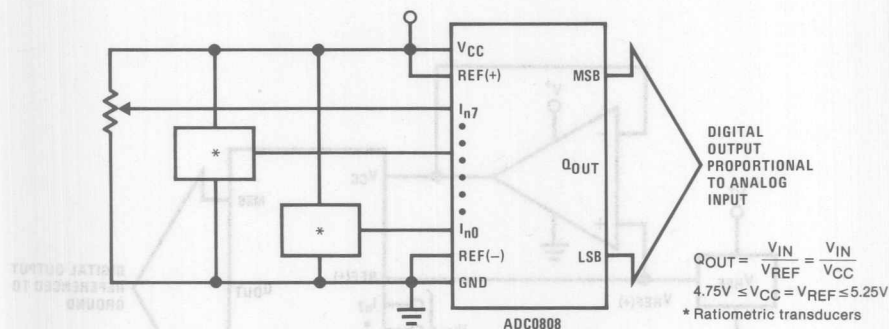 VCC
REF(+)
MSB
In7
*
DIGITAL
OUTPUT
PROPORTIONAL
TO ANALOG
INPUT
QOUT
*
In0
REF(−)
LSB
GND
ADC0808
QOUT = VIN/VREF = VIN/VCC
4.75V ≤ VCC = VREF ≤ 5.25V
* Ratiometric transducers